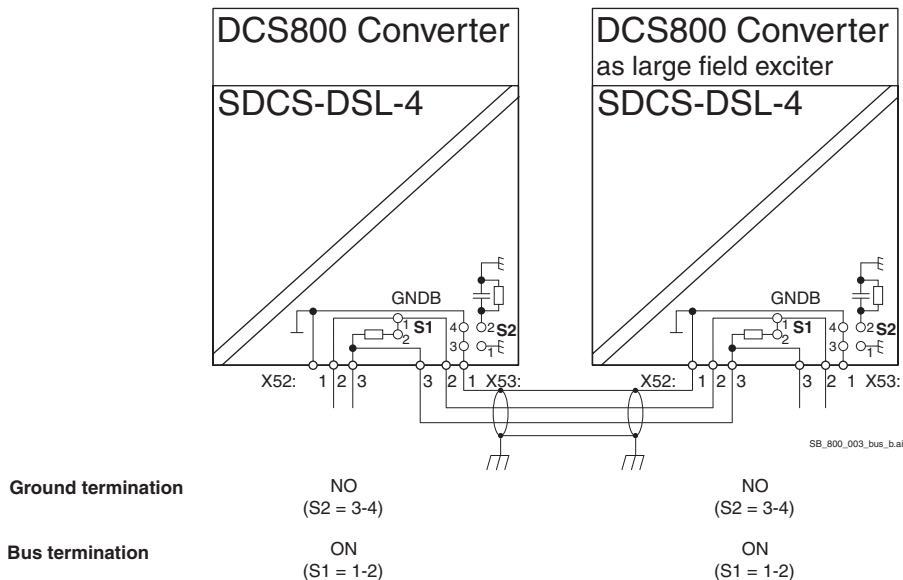 DCS800 Converter
DCS800 Converter
as large field exciter
SDCS-DSL-4
SDCS-DSL-4
GNDB
1 S1 2
4 3
2 S2 1
GNDB
1 S1 2
4 3
2 S2 1
X52: 1 2 3 3 2 1 X53:
X52: 1 2 3 3 2 1 X53:
SB_800_003_bus_b.ai
Ground termination NO NO
(S2 = 3-4) (S2 = 3-4)
Bus termination ON ON
(S1 = 1-2) (S1 = 1-2)